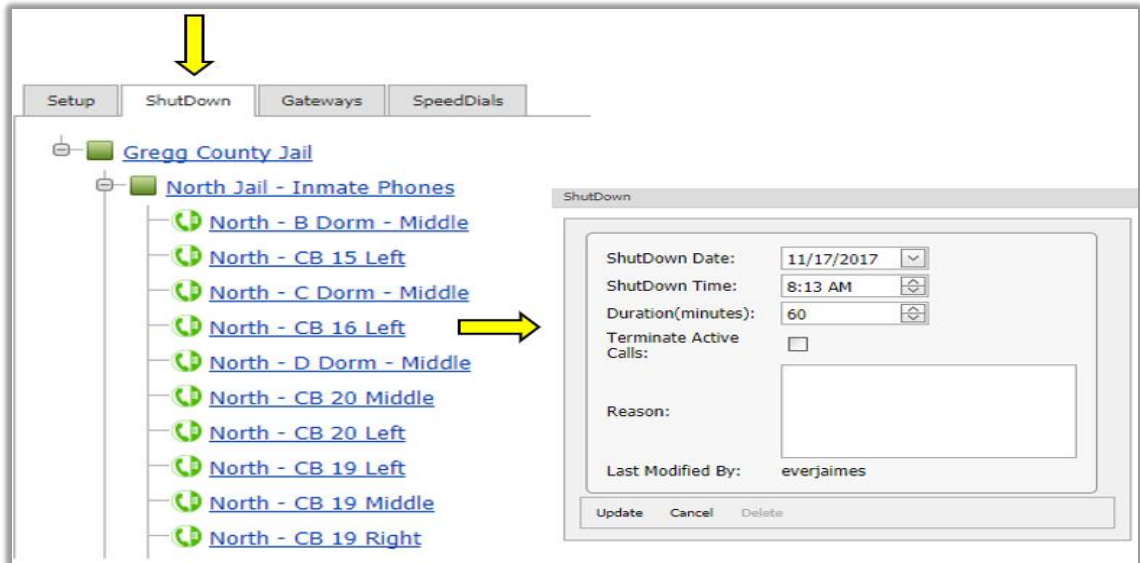 Setup ShutDown Gateways SpeedDials
Gregg County Jail
North Jail - Inmate Phones
North - B Dorm - Middle
North - CB 15 Left
North - C Dorm - Middle
North - CB 16 Left
North - D Dorm - Middle
North - CB 20 Middle
North - CB 20 Left
North - CB 19 Left
North - CB 19 Middle
North - CB 19 Right
ShutDown
ShutDown Date: 11/17/2017
ShutDown Time: 8:13 AM
Duration(minutes): 60
Terminate Active
Calls:
Reason:
Last Modified By: everjaimes
Update Cancel Delete